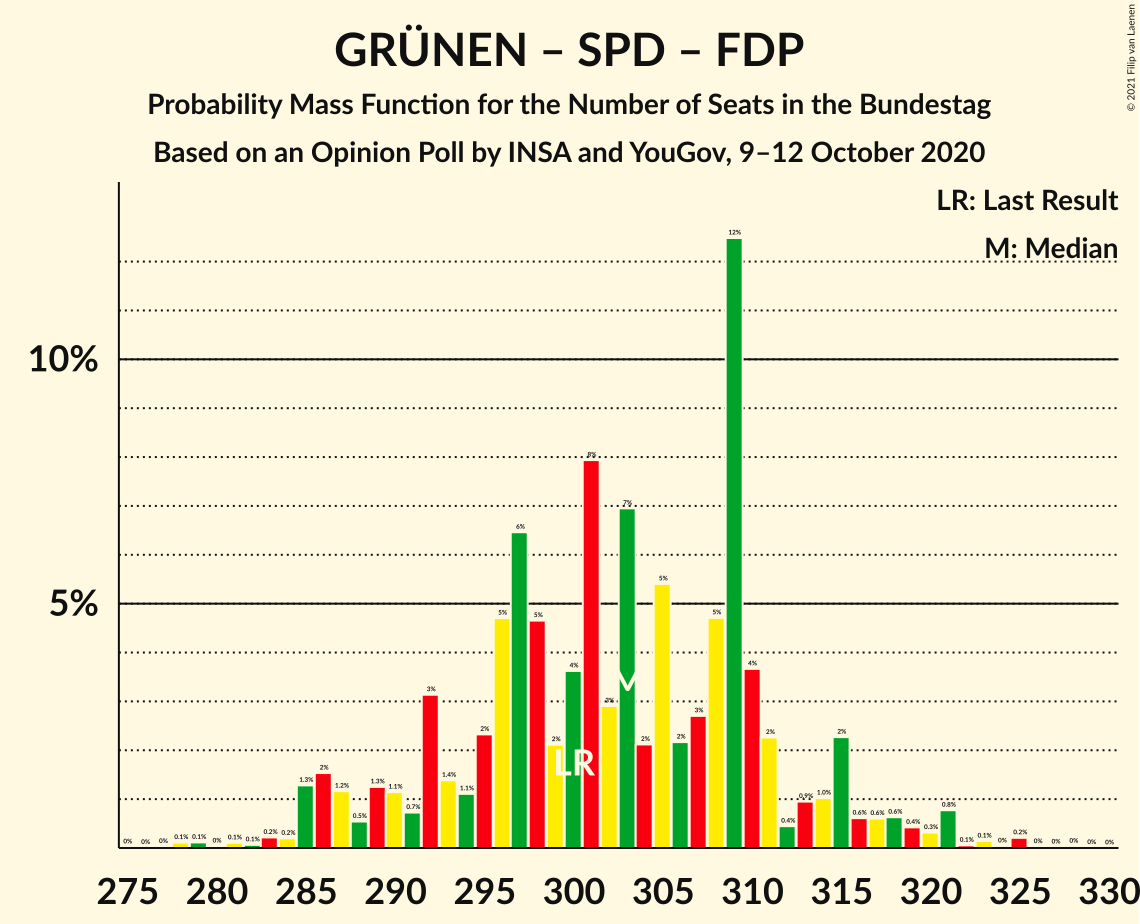 GRÜNEN – SPD – FDP
Probability Mass Function for the Number of Seats in the Bundestag
Based on an Opinion Poll by INSA and YouGov, 9–12 October 2020
© 2021 Filip van Laenen
LR: Last Result
M: Median
10%
5%
0% 0% 0% 0.1% 0.1% 0% 0.1% 0.1% 0.2% 0.2% 1.3% 2% 1.2% 0.5% 1.3% 1.1% 0.7% 3% 1.4% 1.1% 2% 5% 6% 5% 2% 4% 8% 3% 7% 2% 5% 2% 3% 5% 12% 4% 2% 0.4% 0.9% 1.0% 2% 0.6% 0.6% 0.6% 0.4% 0.3% 0.8% 0.1% 0.1% 0% 0.2% 0% 0% 0% 0% 0%
LR
M
275 280 285 290 295 300 305 310 315 320 325 330